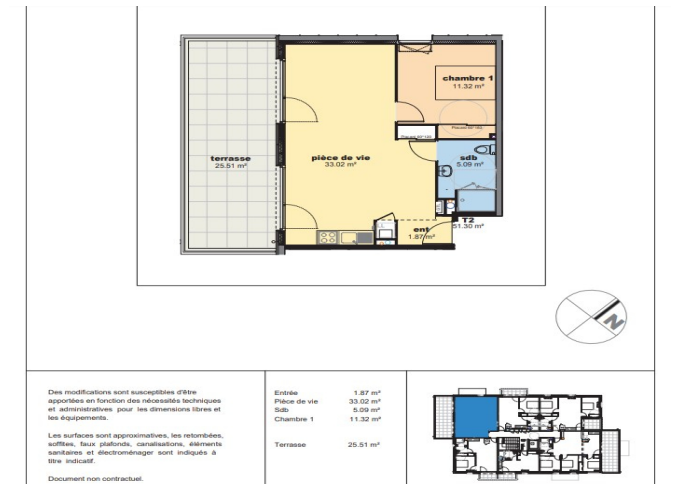 chambre 1
11.32 m²
Placard 60*180
terrasse
25.51 m²
pièce de vie
33.02 m²
sdb
5.09 m²
ent
1.87 m²
T2
51.30 m²
N
Des modifications sont susceptibles d'être
apportées en fonction des nécessités techniques
et administratives pour les dimensions libres et
les équipements.
Les surfaces sont approximatives, les retombées,
soffites, faux plafonds, canalisations, éléments
sanitaires et électroménager sont indiqués à
titre indicatif.
Document non contractuel.
Entrée 1.87 m²
Pièce de vie 33.02 m²
Sdb 5.09 m²
Chambre 1 11.32 m²
Terrasse 25.51 m²